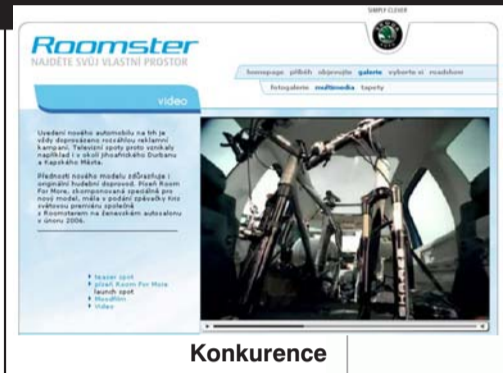 SIMPLY CLEVER
Roomster
NAJDĚTE SVŮJ VLASTNÍ PROSTOR
homepage příběh objevujte galerie vyberte si roadshow
fotogalerie multimedia tapety
video
Uvedení nového automobilu na trh je
vždy doprovázeno rozsáhlou reklamní
kampaní. Televizní spoty proto vznikaly
například i v okolí jihoafrického Durbanu
a Kapského Města.
Přednosti nového modelu zdůrazňuje i
originální hudební doprovod. Píseň Room
For More, zkomponovaná speciálně pro
nový model, měla v podání zpěvačky
světovou premiéru společně
s Roomsterem na ženevském autosalonu
v únoru 2006.
teaser spot
píseň Room For More
launch spot
Moodfilm
Video
Konkurence